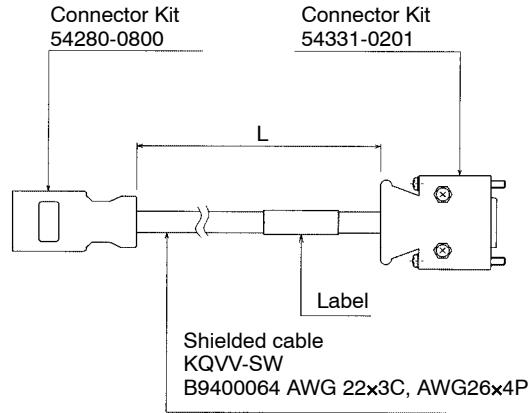 Connector Kit
54280-0800
Connector Kit
54331-0201
L
Label
Shielded cable
KQVV-SW
B9400064 AWG 22×3C, AWG26×4P